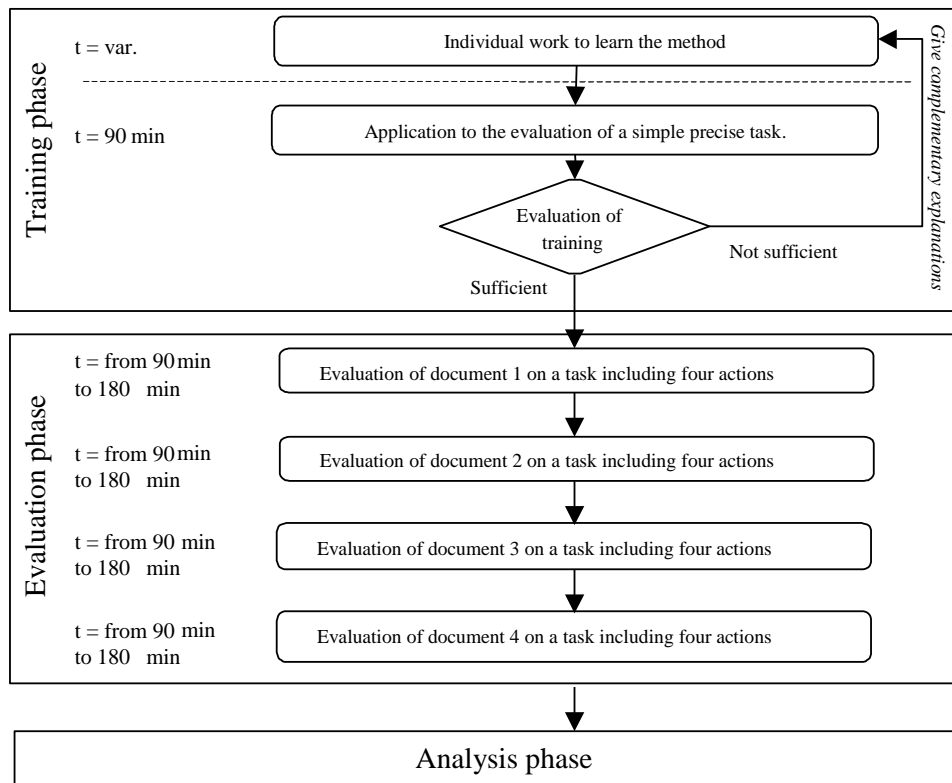 Training phase
t = var.
Individual work to learn the method
Give complementary explanations
t = 90 min
Application to the evaluation of a simple precise task.
Evaluation of
training
Not sufficient
Sufficient
Evaluation phase
t = from 90 min
to 180 min
Evaluation of document 1 on a task including four actions
t = from 90 min
to 180 min
Evaluation of document 2 on a task including four actions
t = from 90 min
to 180 min
Evaluation of document 3 on a task including four actions
t = from 90 min
to 180 min
Evaluation of document 4 on a task including four actions
Analysis phase